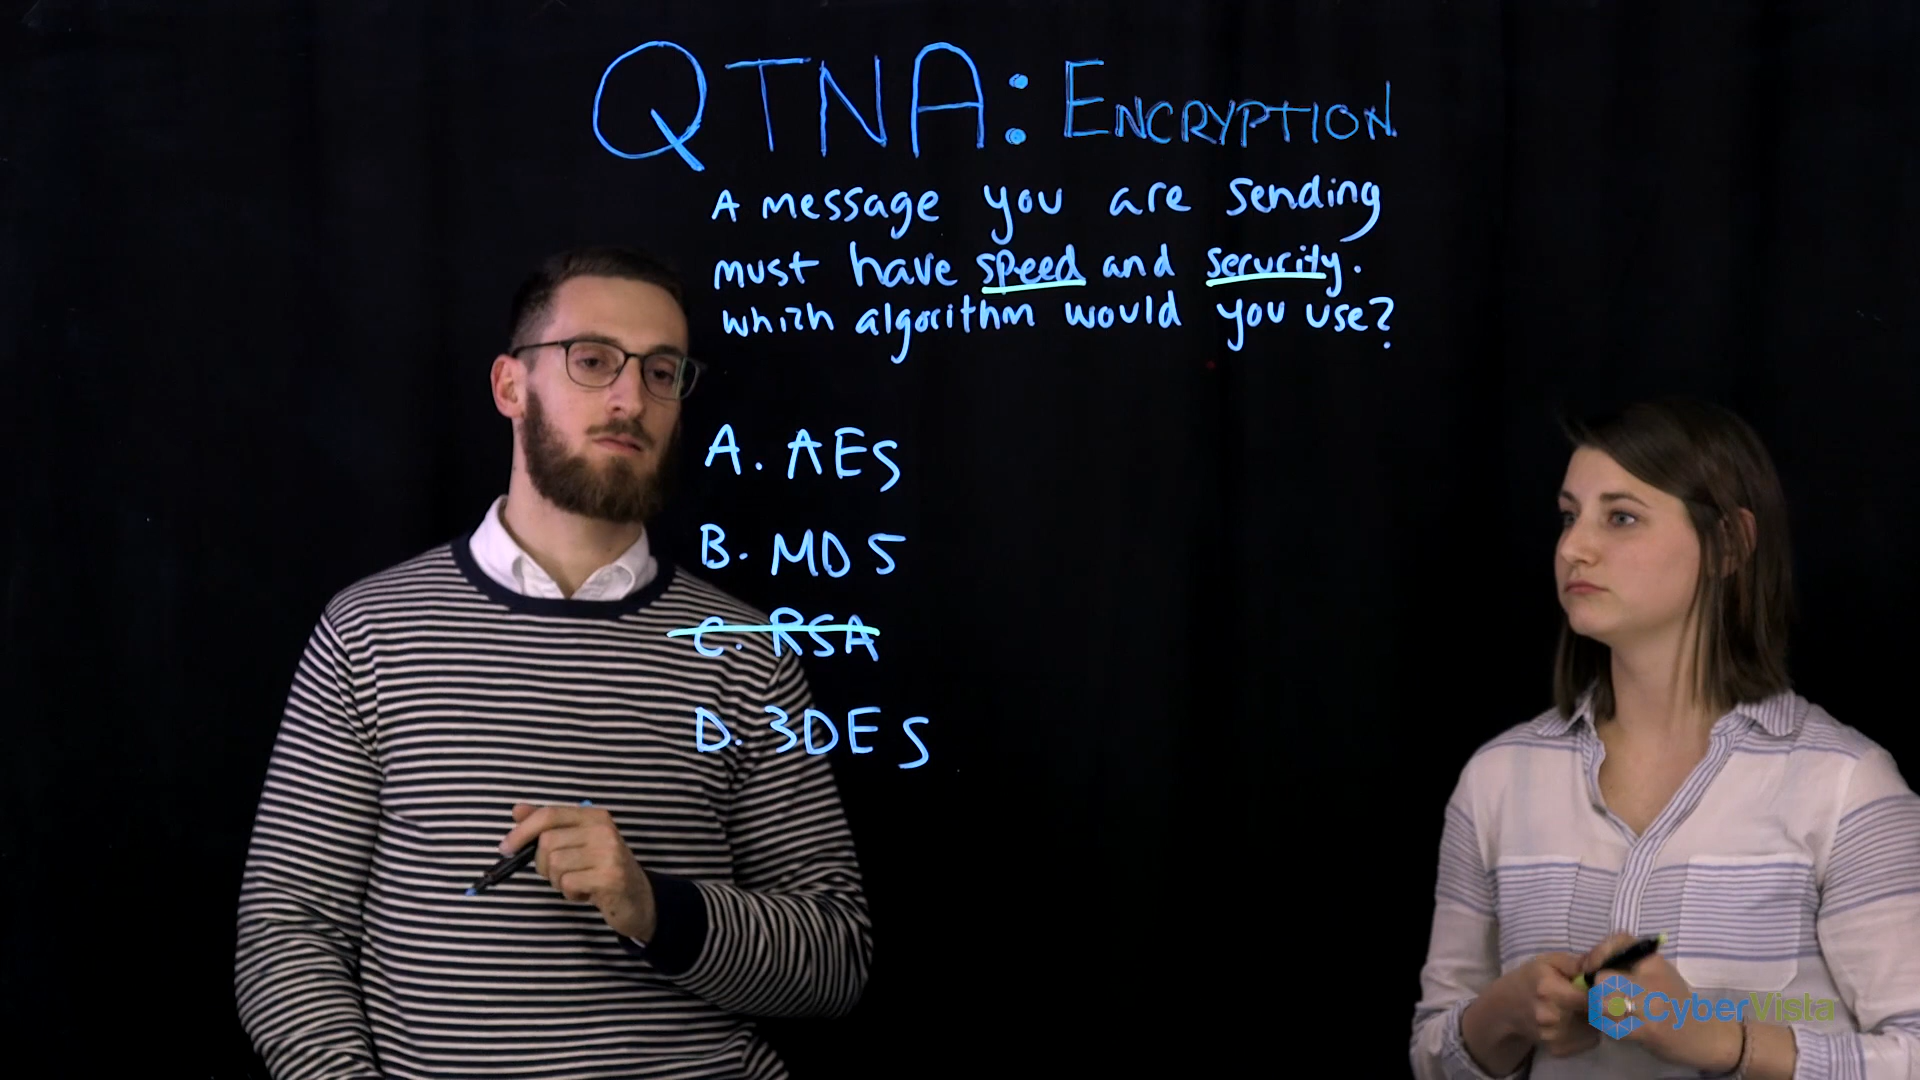 QTNA: ENCRYPTION
A message you are sending
must have speed and security.
which algorithm would you use?
A. AES
B. MD5
C. RSA
D. 3DES
CyberVista